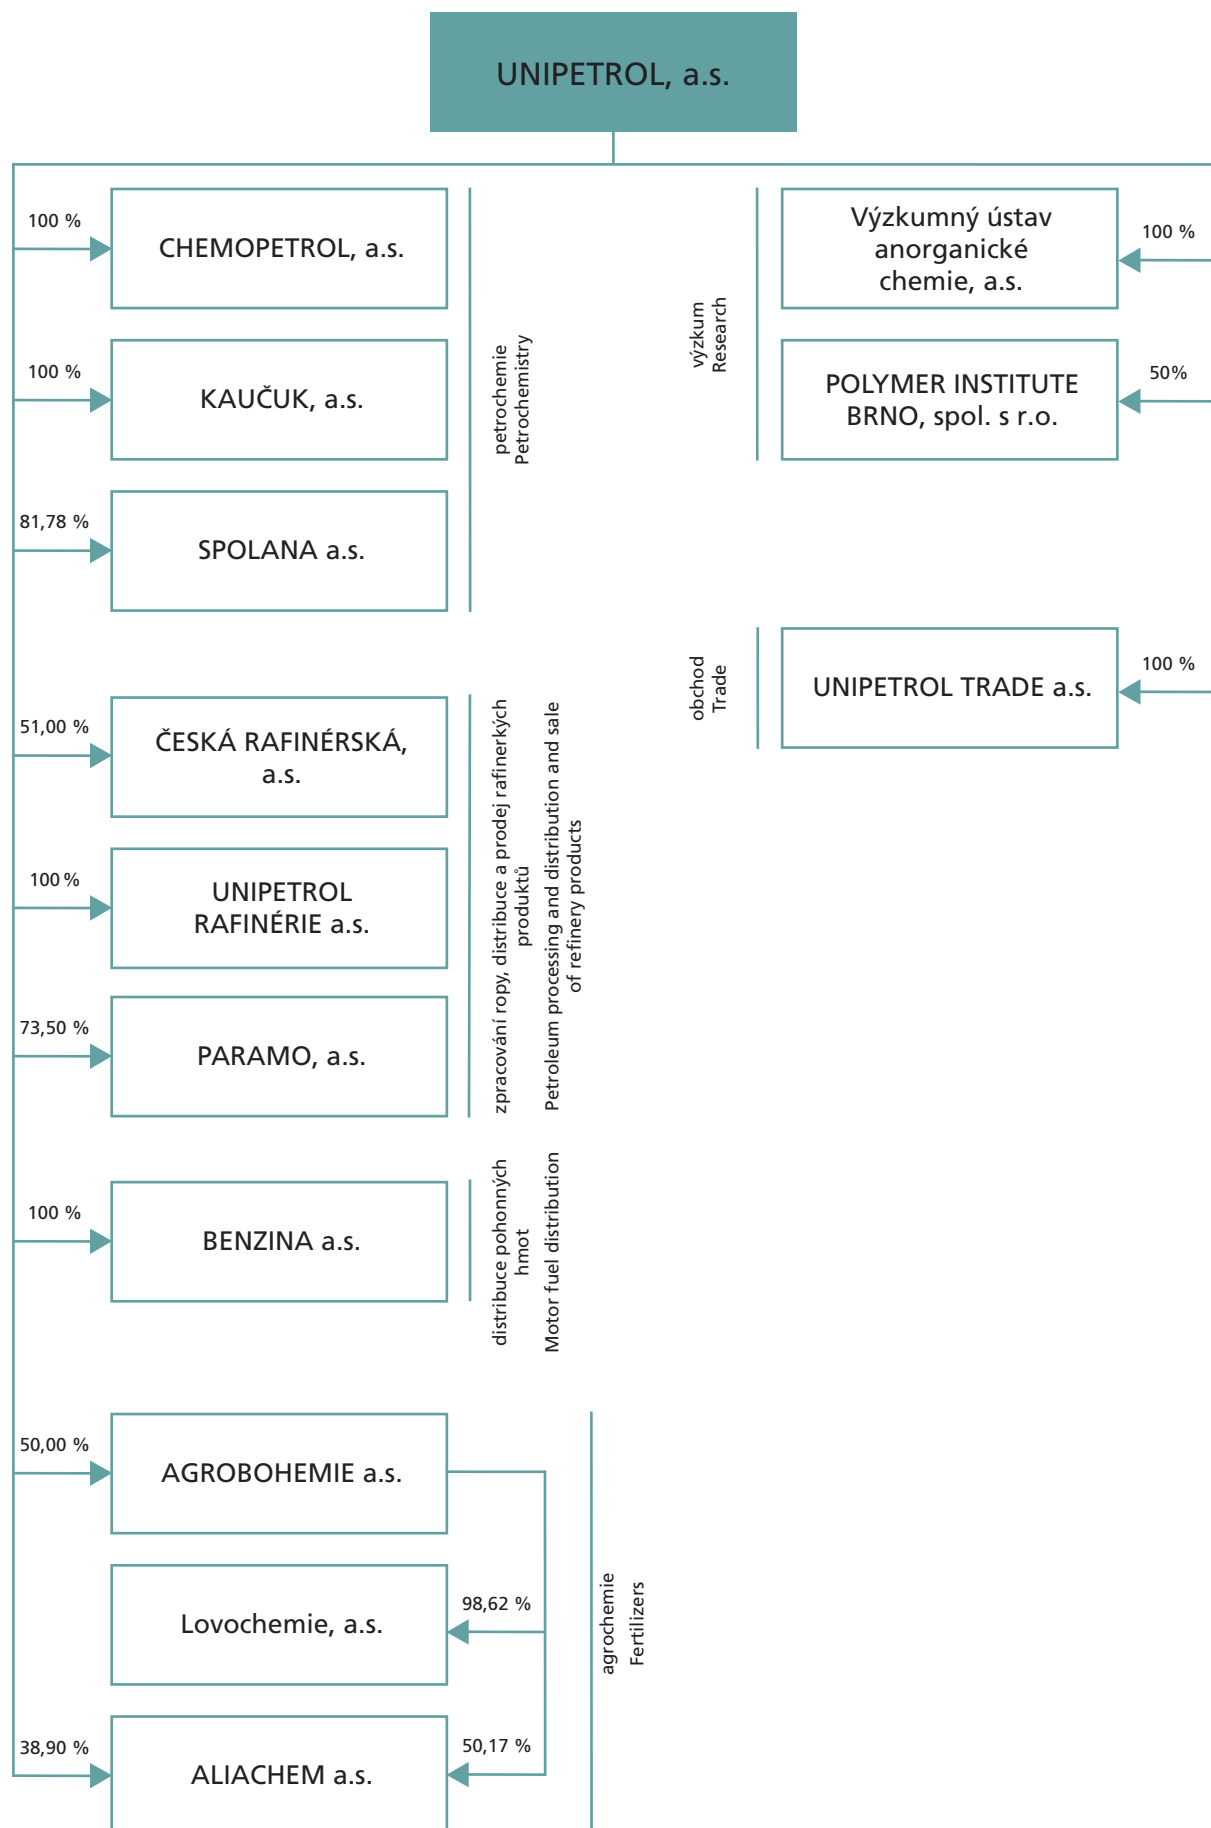 UNIPETROL, a.s.
100 %
CHEMOPETROL, a.s.
100 %
KAUČUK, a.s.
81,78 %
SPOLANA a.s.
petrochemie
Petrochemistry
51,00 %
ČESKÁ RAFINÉRSKÁ,
a.s.
100 %
UNIPETROL
RAFINÉRIE a.s.
73,50 %
PARAMO, a.s.
zpracování ropy, distribuce a prodej rafinerkých
produktů
Petroleum processing and distribution and sale
of refinery products
100 %
BENZINA a.s.
distribuce pohonných
hmot
Motor fuel distribution
50,00 %
AGROBOHEMIE a.s.
Lovochemie, a.s.
98,62 %
38,90 %
ALIACHEM a.s.
50,17 %
agrochemie
Fertilizers
výzkum
Research
Výzkumný ústav
anorganické
chemie, a.s.
100 %
POLYMER INSTITUTE
BRNO, spol. s r.o.
50%
obchod
Trade
UNIPETROL TRADE a.s.
100 %